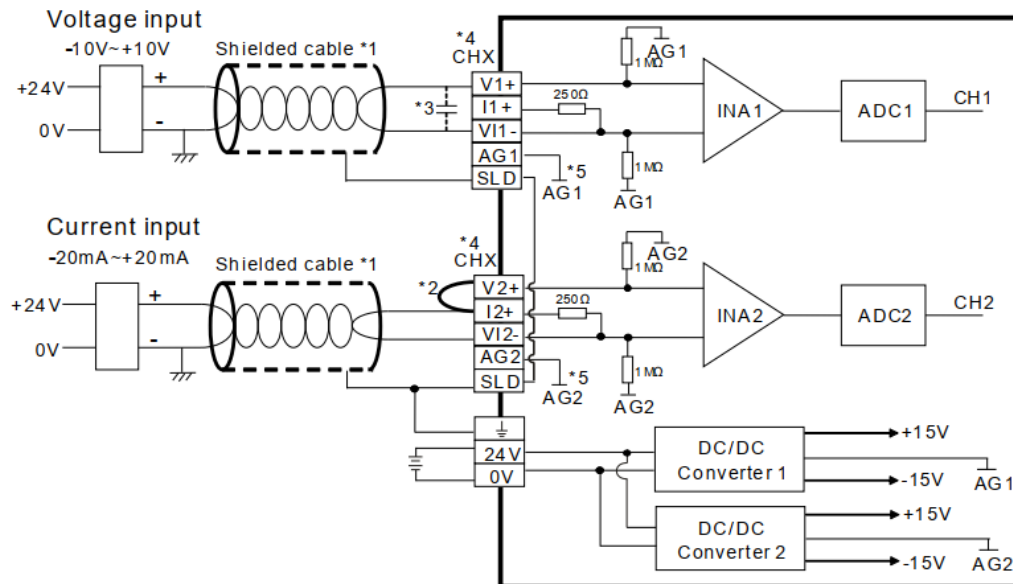 Voltage input
-10V~+10V
Shielded cable *1
*4
CHX
+24V
0V
+
-
*3
V1+
I1+
VI1-
AG1
SLD
250Ω
AG1
1MΩ
1MΩ
AG1
*5
AG1
INA1
ADC1
CH1
Current input
-20mA~+20mA
Shielded cable *1
*4
CHX
+24V
0V
+
-
*2
V2+
I2+
VI2-
AG2
SLD
250Ω
AG2
1MΩ
1MΩ
AG2
*5
AG2
INA2
ADC2
CH2
24V
0V
DC/DC
Converter 1
+15V
AG1
-15V
DC/DC
Converter 2
+15V
AG2
-15V